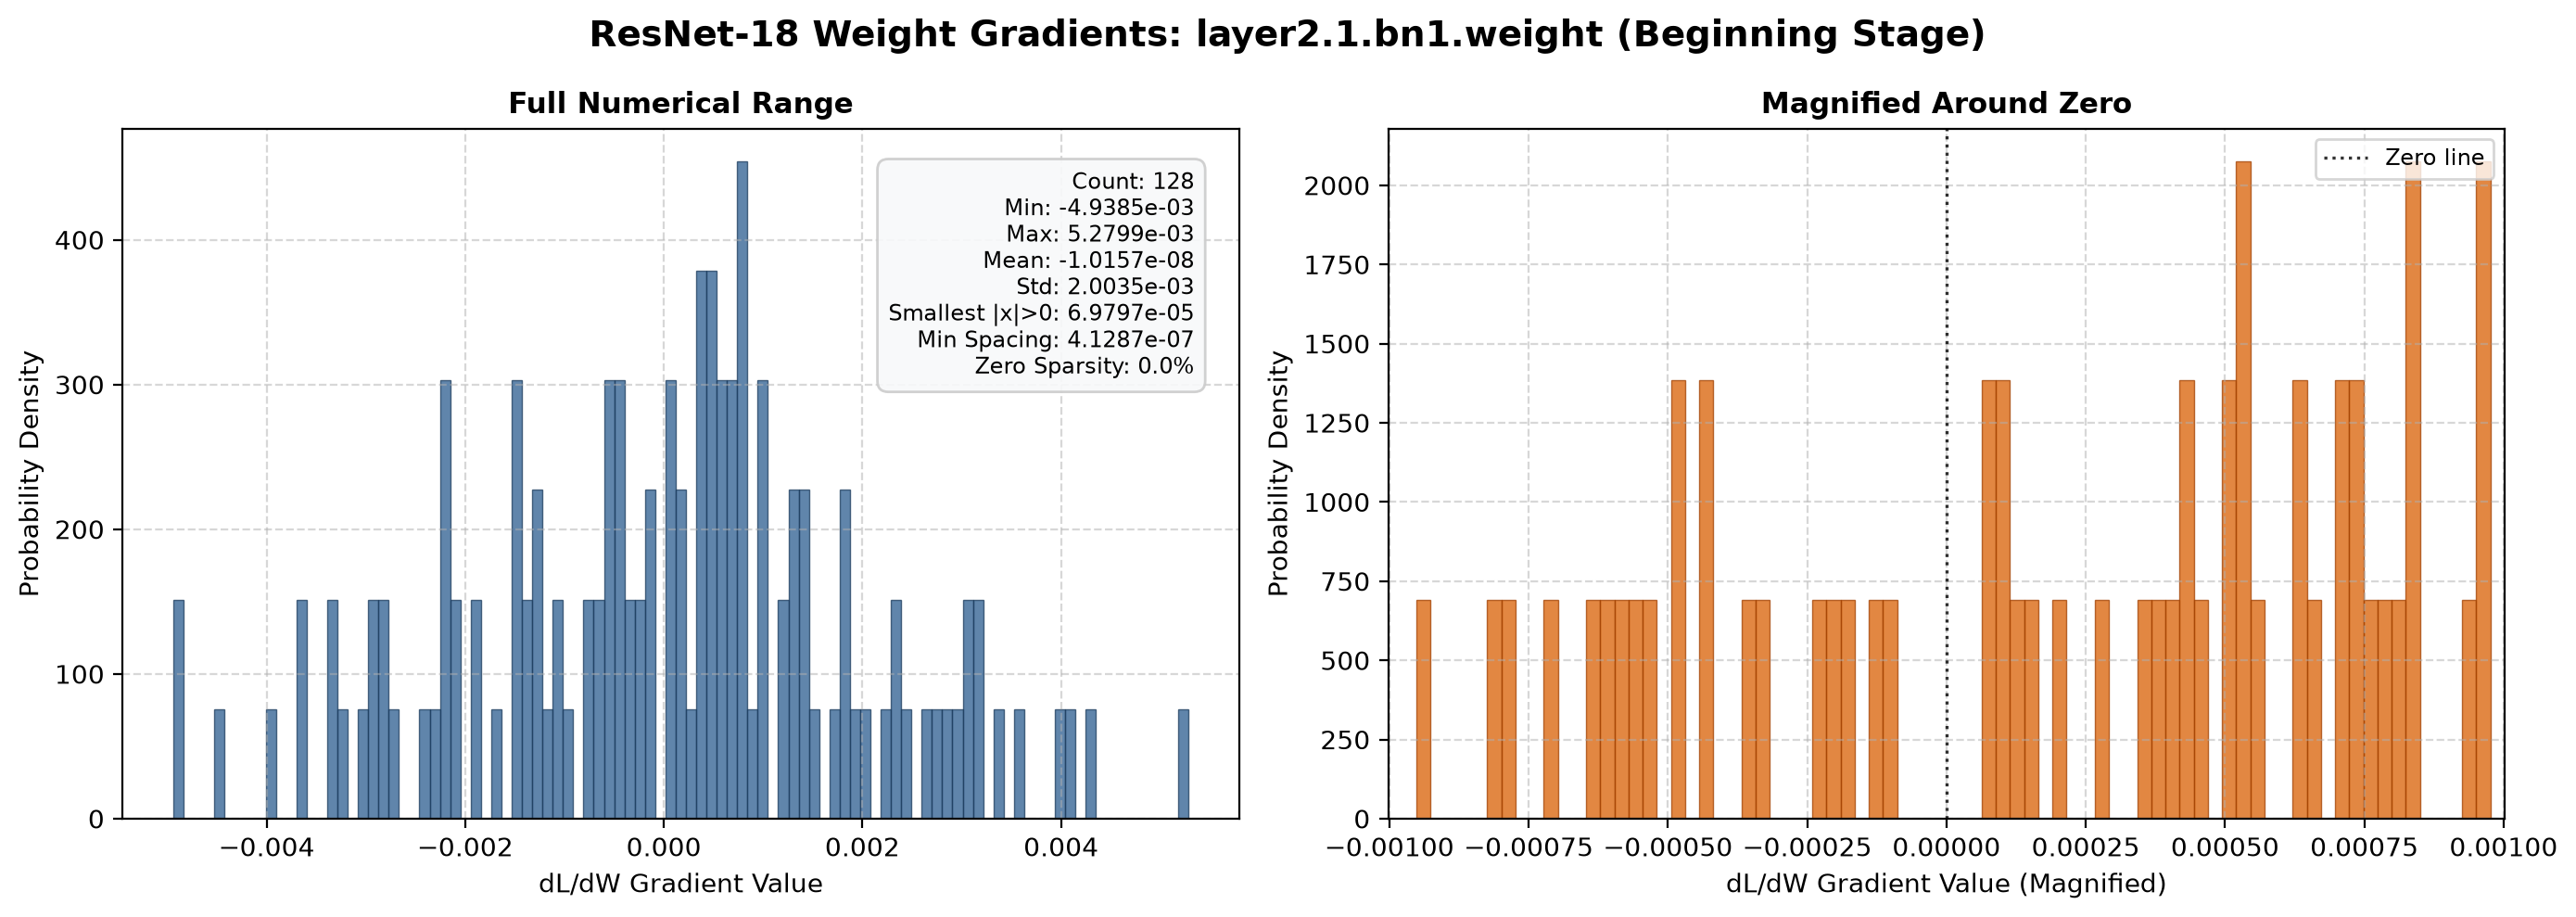 ResNet-18 Weight Gradients: layer2.1.bn1.weight (Beginning Stage)
Full Numerical Range
Probability Density
400
300
200
100
0
−0.004 −0.002 0.000 0.002 0.004
dL/dW Gradient Value
Count: 128
Min: -4.9385e-03
Max: 5.2799e-03
Mean: -1.0157e-08
Std: 2.0035e-03
Smallest |x|>0: 6.9797e-05
Min Spacing: 4.1287e-07
Zero Sparsity: 0.0%
Magnified Around Zero
Probability Density
2000
1750
1500
1250
1000
750
500
250
0
−0.00100 −0.00075 −0.00050 −0.00025 0.00000 0.00025 0.00050 0.00075 0.00100
dL/dW Gradient Value (Magnified)
Zero line